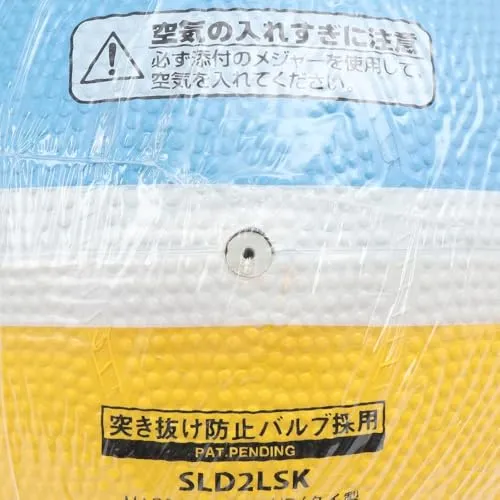 空気の入れすぎに注意
必ず添付のメジャーを使用して、
空気を入れてください。
突き抜け防止バルブ採用
PAT.PENDING
SLD2LSK